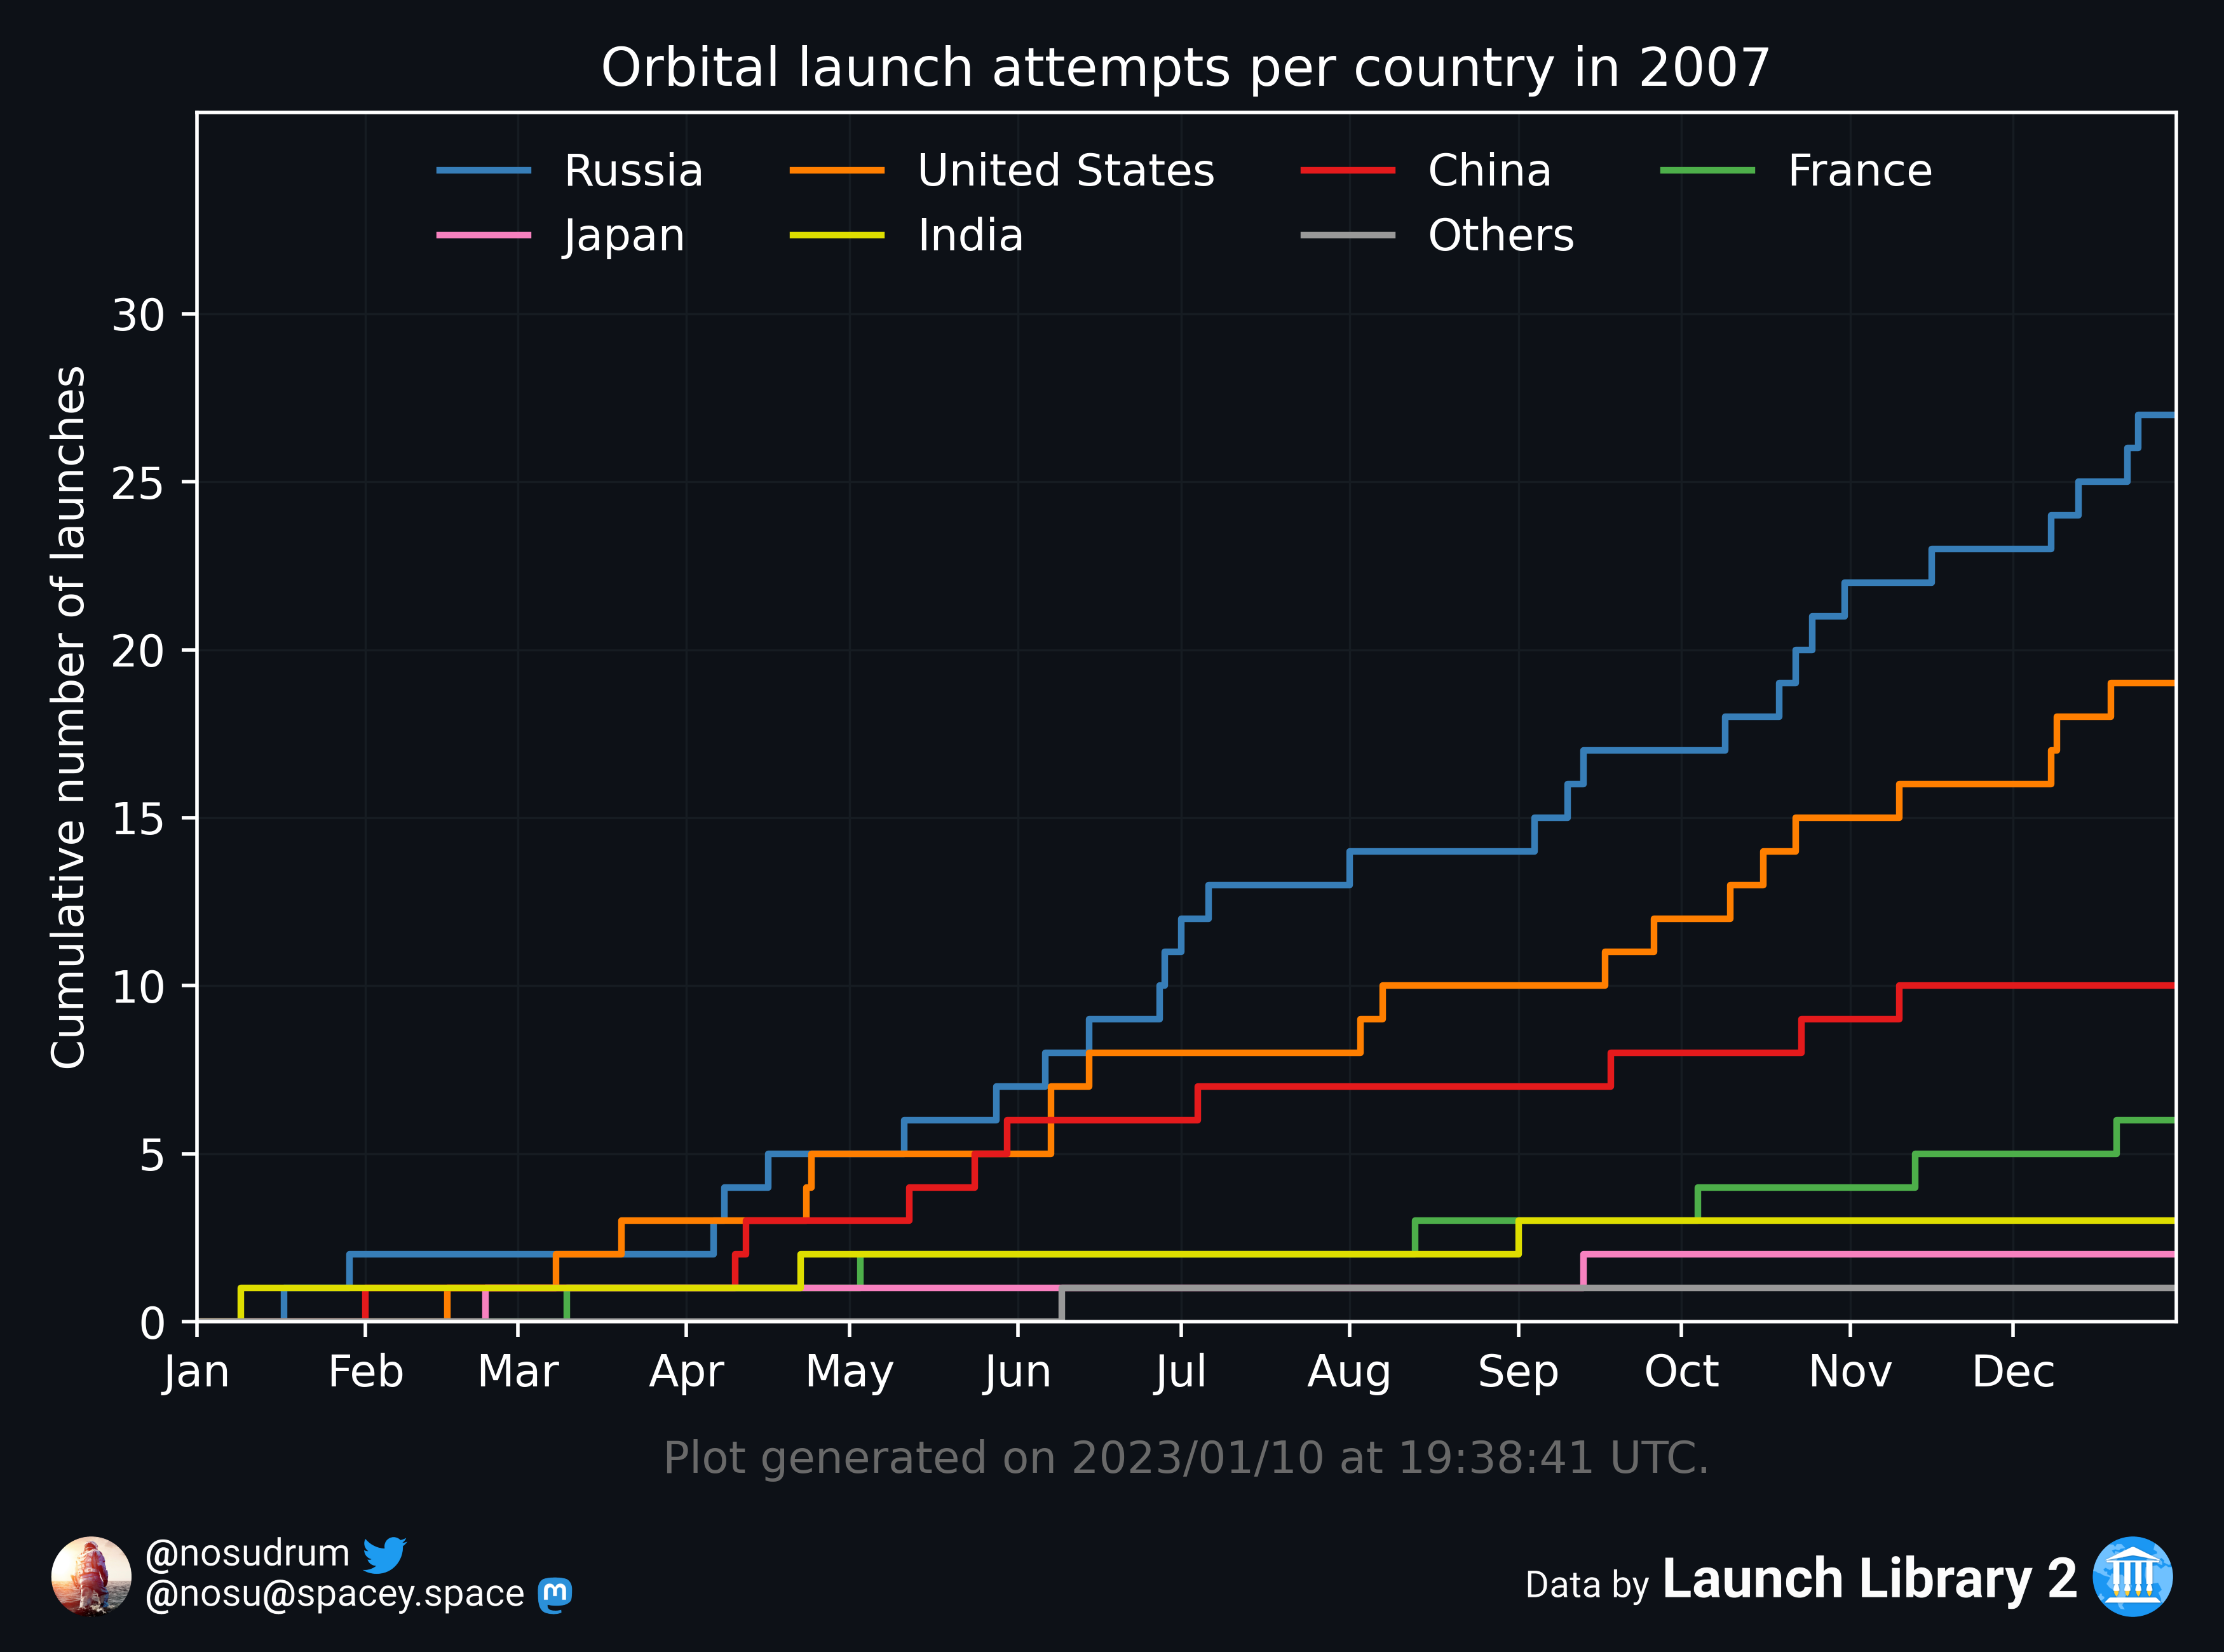 Orbital launch attempts per country in 2007
Russia United States China France
Japan India Others
Cumulative number of launches
30
25
20
15
10
5
0
Jan Feb Mar Apr May Jun Jul Aug Sep Oct Nov Dec
Plot generated on 2023/01/10 at 19:38:41 UTC.
@nosudrum
@nosu@spacey.space
Data by Launch Library 2